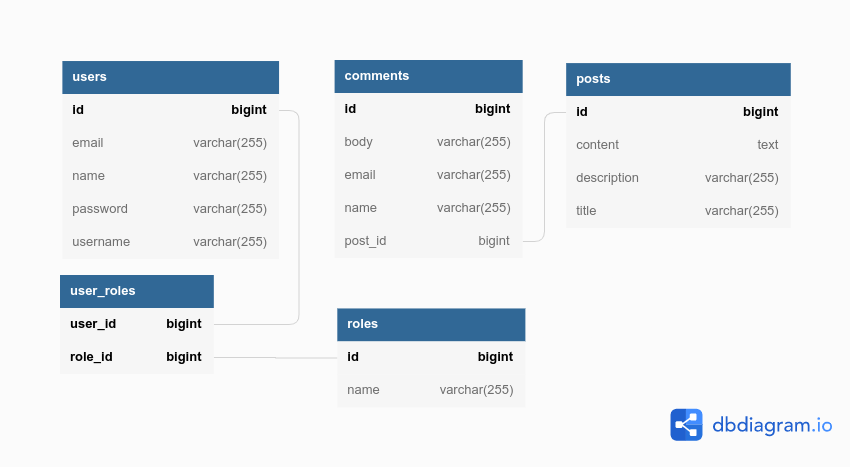 users
id bigint
email varchar(255)
name varchar(255)
password varchar(255)
username varchar(255)
comments
id bigint
body varchar(255)
email varchar(255)
name varchar(255)
post_id bigint
posts
id bigint
content text
description varchar(255)
title varchar(255)
user_roles
user_id bigint
role_id bigint
roles
id bigint
name varchar(255)
dbdiagram.io